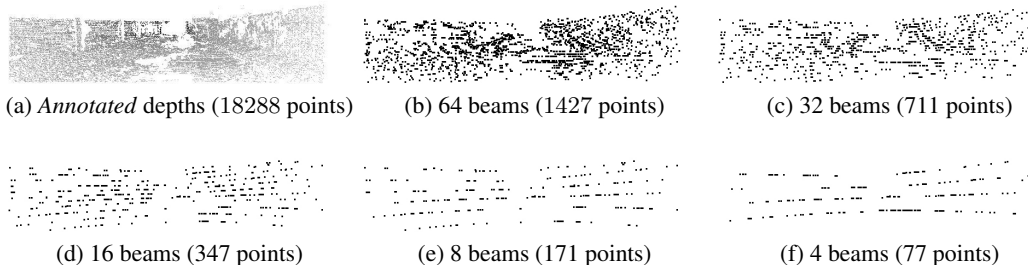 (a) Annotated depths (18288 points)
(b) 64 beams (1427 points)
(c) 32 beams (711 points)
(d) 16 beams (347 points)
(e) 8 beams (171 points)
(f) 4 beams (77 points)